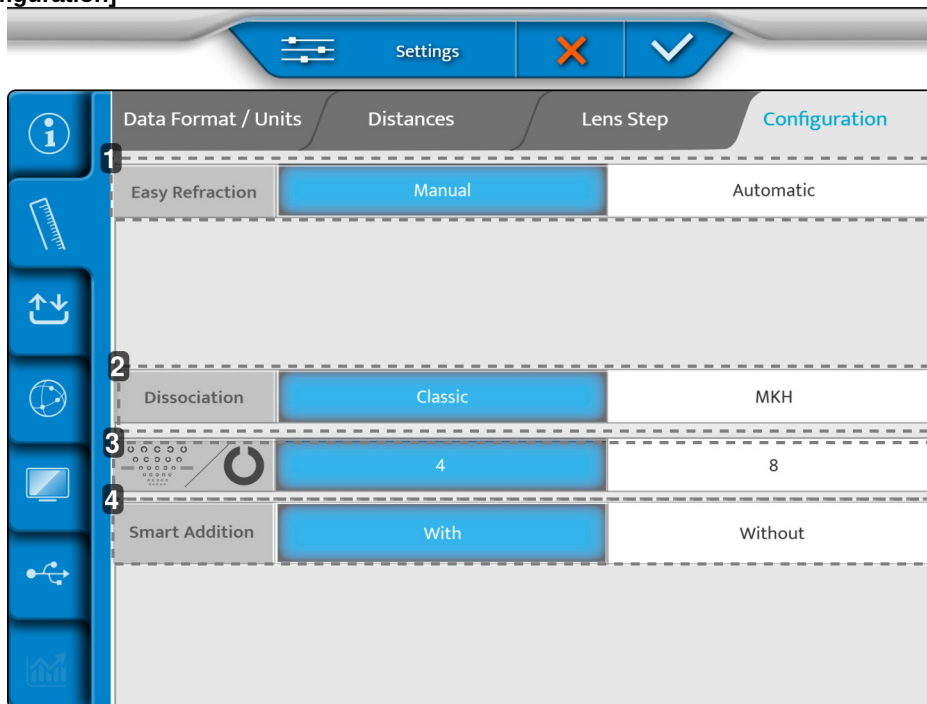 nfiguration]
Settings
Data Format / Units Distances Lens Step Configuration
1
Easy Refraction Manual Automatic
2
Dissociation Classic MKH
3
4 8
4
Smart Addition With Without